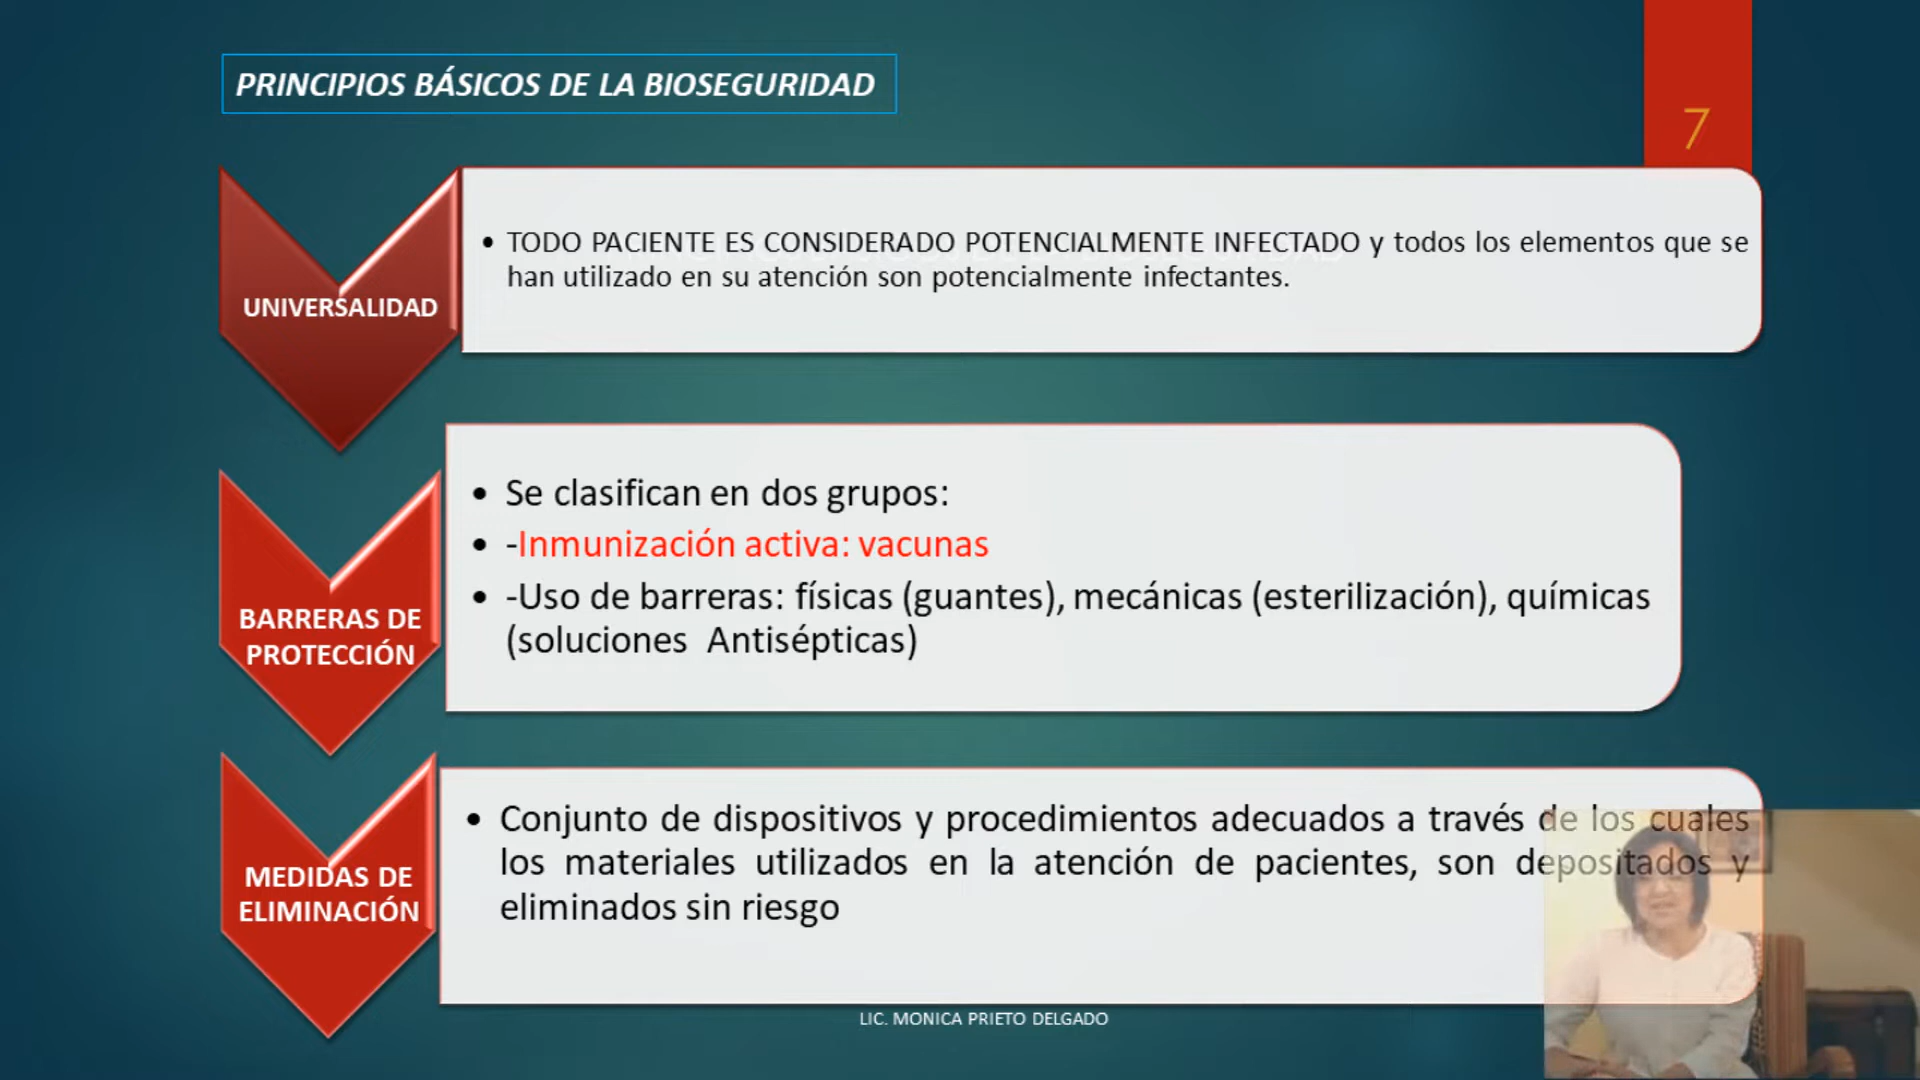 PRINCIPIOS BÁSICOS DE LA BIOSEGURIDAD
7
UNIVERSALIDAD
• TODO PACIENTE ES CONSIDERADO POTENCIALMENTE INFECTADO y todos los elementos que se
han utilizado en su atención son potencialmente infectantes.
BARRERAS DE
PROTECCIÓN
• Se clasifican en dos grupos:
• -Inmunización activa: vacunas
• -Uso de barreras: físicas (guantes), mecánicas (esterilización), químicas
(soluciones Antisépticas)
MEDIDAS DE
ELIMINACIÓN
• Conjunto de dispositivos y procedimientos adecuados a través de los cuales
los materiales utilizados en la atención de pacientes, son depositados y
eliminados sin riesgo
LIC. MONICA PRIETO DELGADO